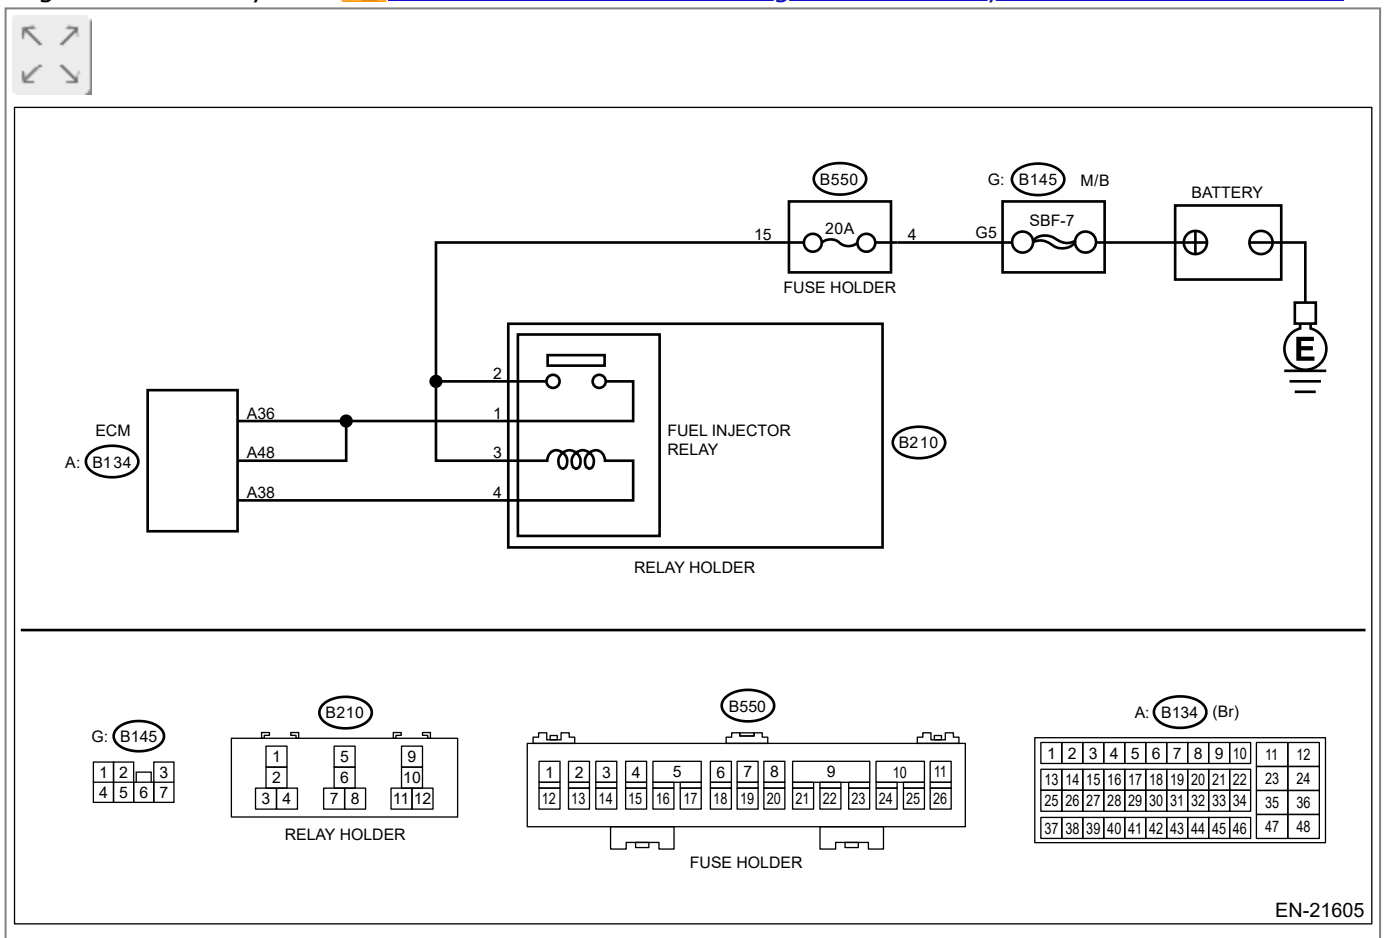 B550
G: B145 M/B
BATTERY
SBF-7
20A
15
4
G5
FUSE HOLDER
E
2
A36
1
ECM
FUEL INJECTOR
RELAY
B210
A: B134
A48
3
A38
4
RELAY HOLDER
G: B145
1 2 3
4 5 6 7
B210
1 5 9
2 6 10
3 4 7 8 11 12
RELAY HOLDER
B550
1 2 3 4 5 6 7 8 9 10 11
12 13 14 15 16 17 18 19 20 21 22 23 24 25 26
FUSE HOLDER
A: B134 (Br)
1 2 3 4 5 6 7 8 9 10 11 12
13 14 15 16 17 18 19 20 21 22 23 24
25 26 27 28 29 30 31 32 33 34 35 36
37 38 39 40 41 42 43 44 45 46 47 48
EN-21605